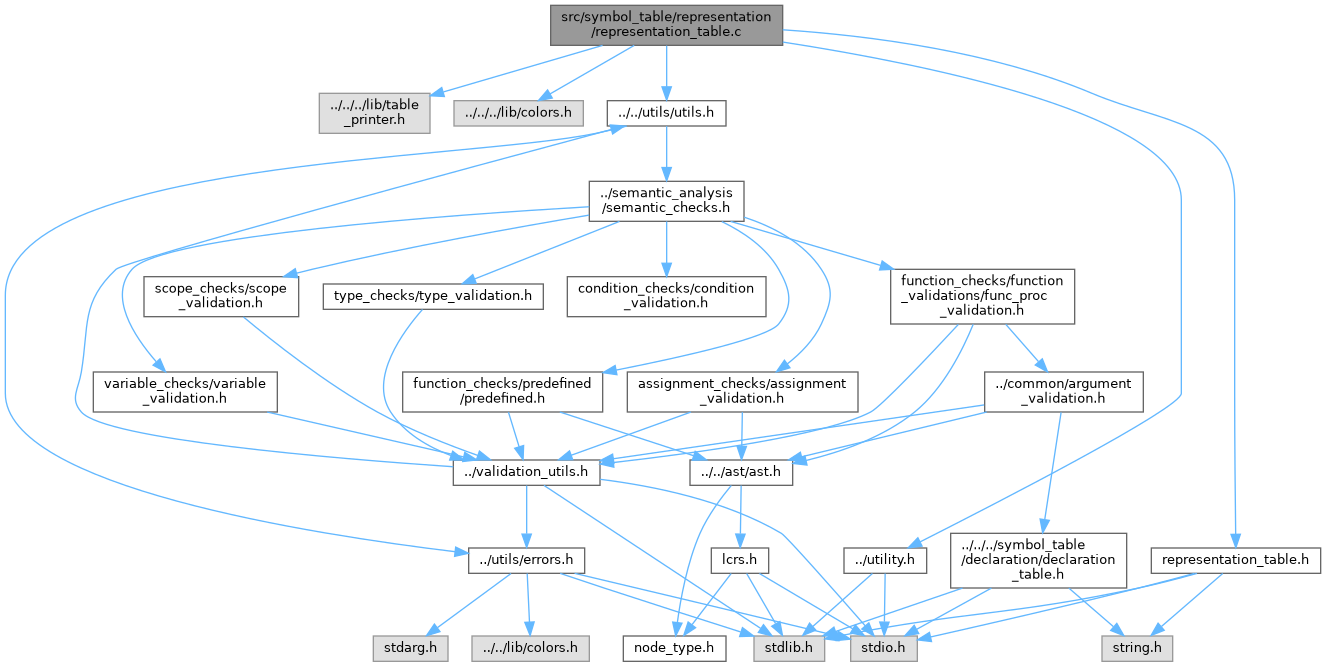 src/symbol_table/representation
/representation_table.c
../../../lib/table
_printer.h
../../../lib/colors.h
../../utils/utils.h
../semantic_analysis
/semantic_checks.h
scope_checks/scope
_validation.h
type_checks/type_validation.h
condition_checks/condition
_validation.h
function_checks/function
_validations/func_proc
_validation.h
variable_checks/variable
_validation.h
function_checks/predefined
/predefined.h
assignment_checks/assignment
_validation.h
../common/argument
_validation.h
../validation_utils.h
../../ast/ast.h
../utils/errors.h
lcrs.h
../utility.h
../../../symbol_table
/declaration/declaration
_table.h
representation_table.h
stdarg.h
../../lib/colors.h
node_type.h
stdlib.h
stdio.h
string.h